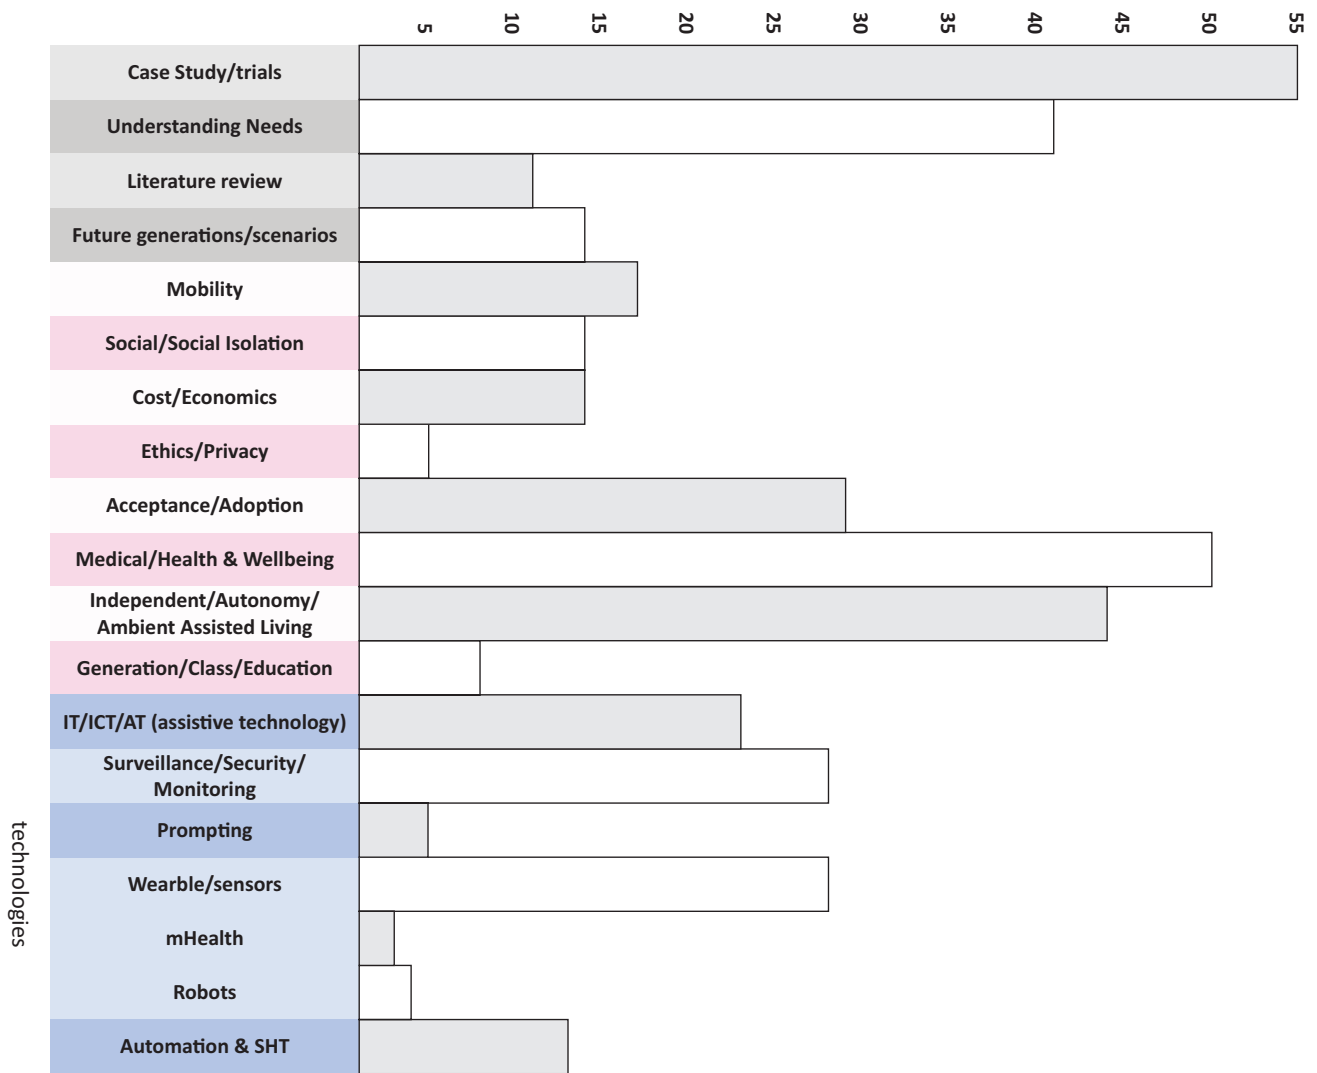 5 10 15 20 25 30 35 40 45 50 55
Case Study/trials
Understanding Needs
Literature review
Future generations/scenarios
Mobility
Social/Social Isolation
Cost/Economics
Ethics/Privacy
Acceptance/Adoption
Medical/Health & Wellbeing
Independent/Autonomy/
Ambient Assisted Living
Generation/Class/Education
IT/ICT/AT (assistive technology)
Surveillance/Security/
Monitoring
Prompting
Wearble/sensors
mHealth
Robots
Automation & SHT
technologies